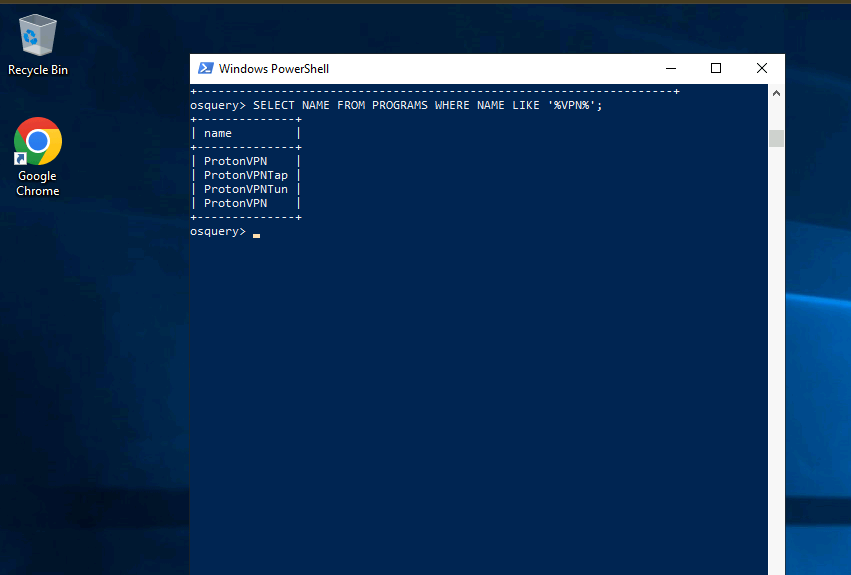 Recycle Bin
Google
Chrome
Windows PowerShell
+--------------------------------------------------------------------+
osquery> SELECT NAME FROM PROGRAMS WHERE NAME LIKE '%VPN%';
+--------------+
| name         |
+--------------+
| ProtonVPN    |
| ProtonVPNTap |
| ProtonVPNTun |
| ProtonVPN    |
+--------------+
osquery>